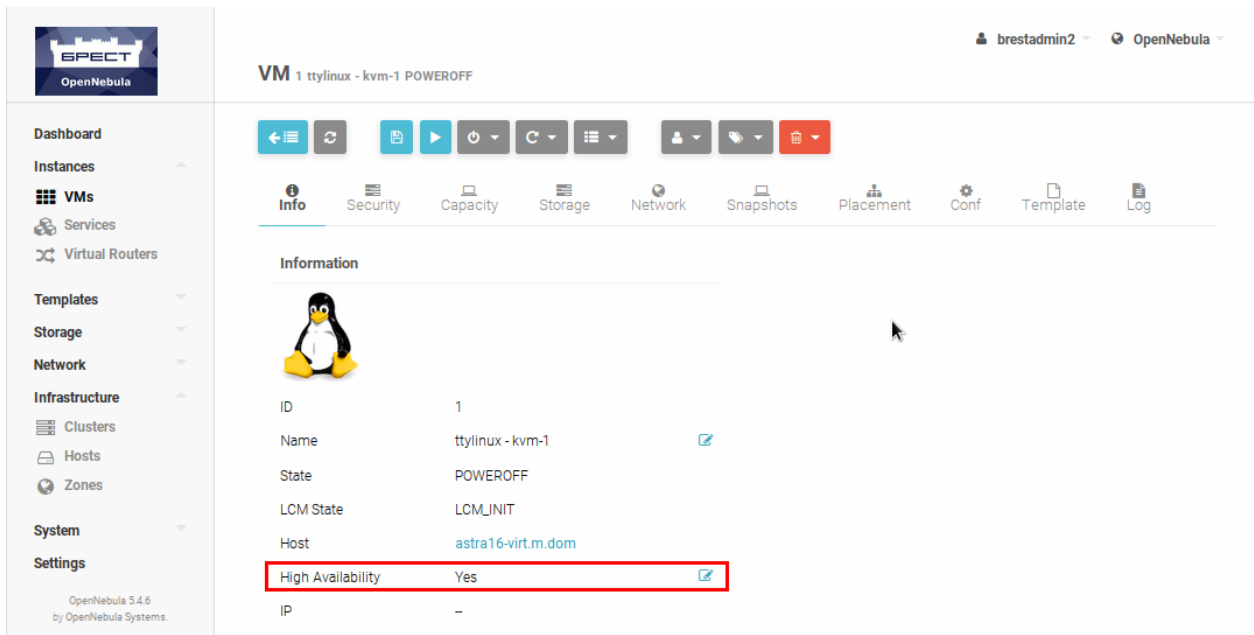 БРЕСТ
OpenNebula
brestadmin2
OpenNebula
VM 1 ttylinux - kvm-1 POWEROFF
Dashboard
Instances
VMs
Services
Virtual Routers
Templates
Storage
Network
Infrastructure
Clusters
Hosts
Zones
System
Settings
OpenNebula 5.4.6
by OpenNebula Systems.
Info
Security
Capacity
Storage
Network
Snapshots
Placement
Conf
Template
Log
Information
ID 1
Name ttylinux - kvm-1
State POWEROFF
LCM State LCM_INIT
Host astra16-virt.m.dom
High Availability Yes
IP --